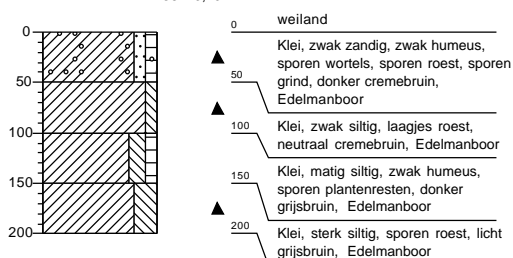 0
50
100
150
200
0
weiland
Klei, zwak zandig, zwak humeus,
sporen wortels, sporen roest, sporen
grind, donker cremebruin,
Edelmanboor
50
Klei, zwak siltig, laagjes roest,
neutraal cremebruin, Edelmanboor
100
Klei, matig siltig, zwak humeus,
sporen plantenresten, donker
grijsbruin, Edelmanboor
150
Klei, sterk siltig, sporen roest, licht
grijsbruin, Edelmanboor
200